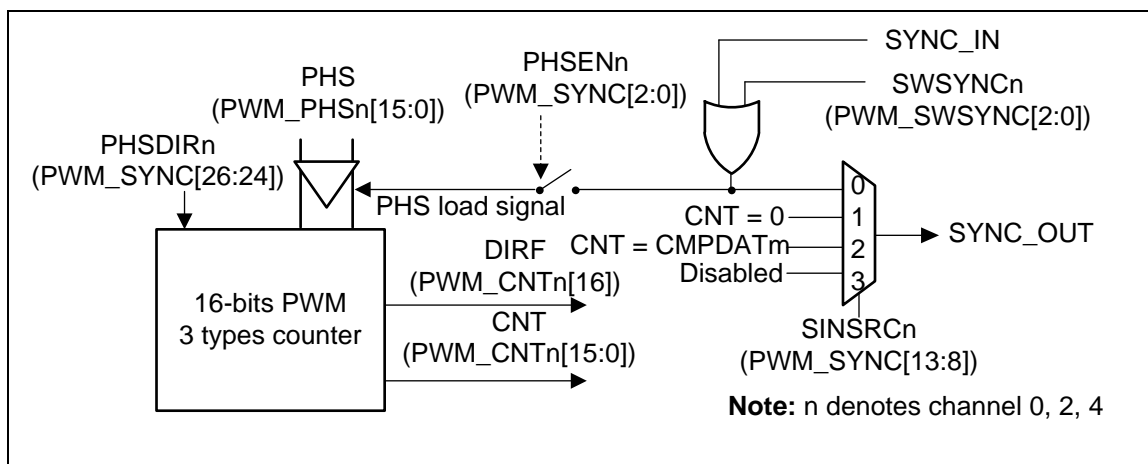 SYNC_IN
SWSYNCn
(PWM_SWSYNC[2:0])
PHSENn
(PWM_SYNC[2:0])
PHS
(PWM_PHSn[15:0])
PHSDIRn
(PWM_SYNC[26:24])
PHS load signal
16-bits PWM
3 types counter
DIRF
(PWM_CNTn[16])
CNT
(PWM_CNTn[15:0])
0
CNT = 0
1
CNT = CMPDATm
2
Disabled
3
SYNC_OUT
SINSRCn
(PWM_SYNC[13:8])
Note: n denotes channel 0, 2, 4